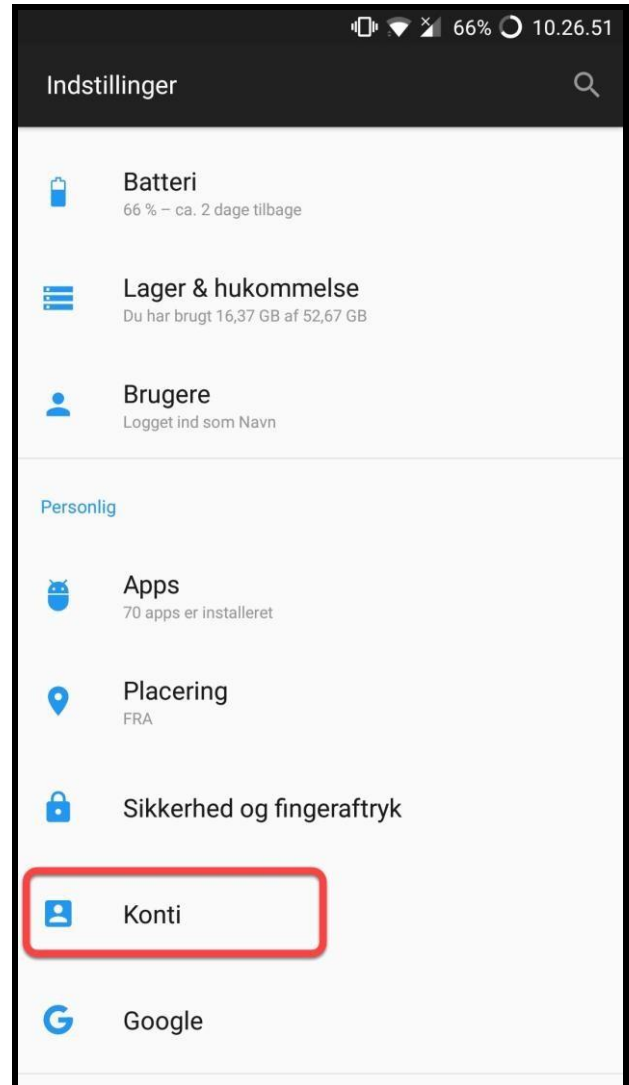 66% 10.26.51
Indstillinger
Batteri
66 % – ca. 2 dage tilbage
Lager & hukommelse
Du har brugt 16,37 GB af 52,67 GB
Brugere
Logget ind som Navn
Personlig
Apps
70 apps er installeret
Placering
FRA
Sikkerhed og fingeraftryk
Konti
Google